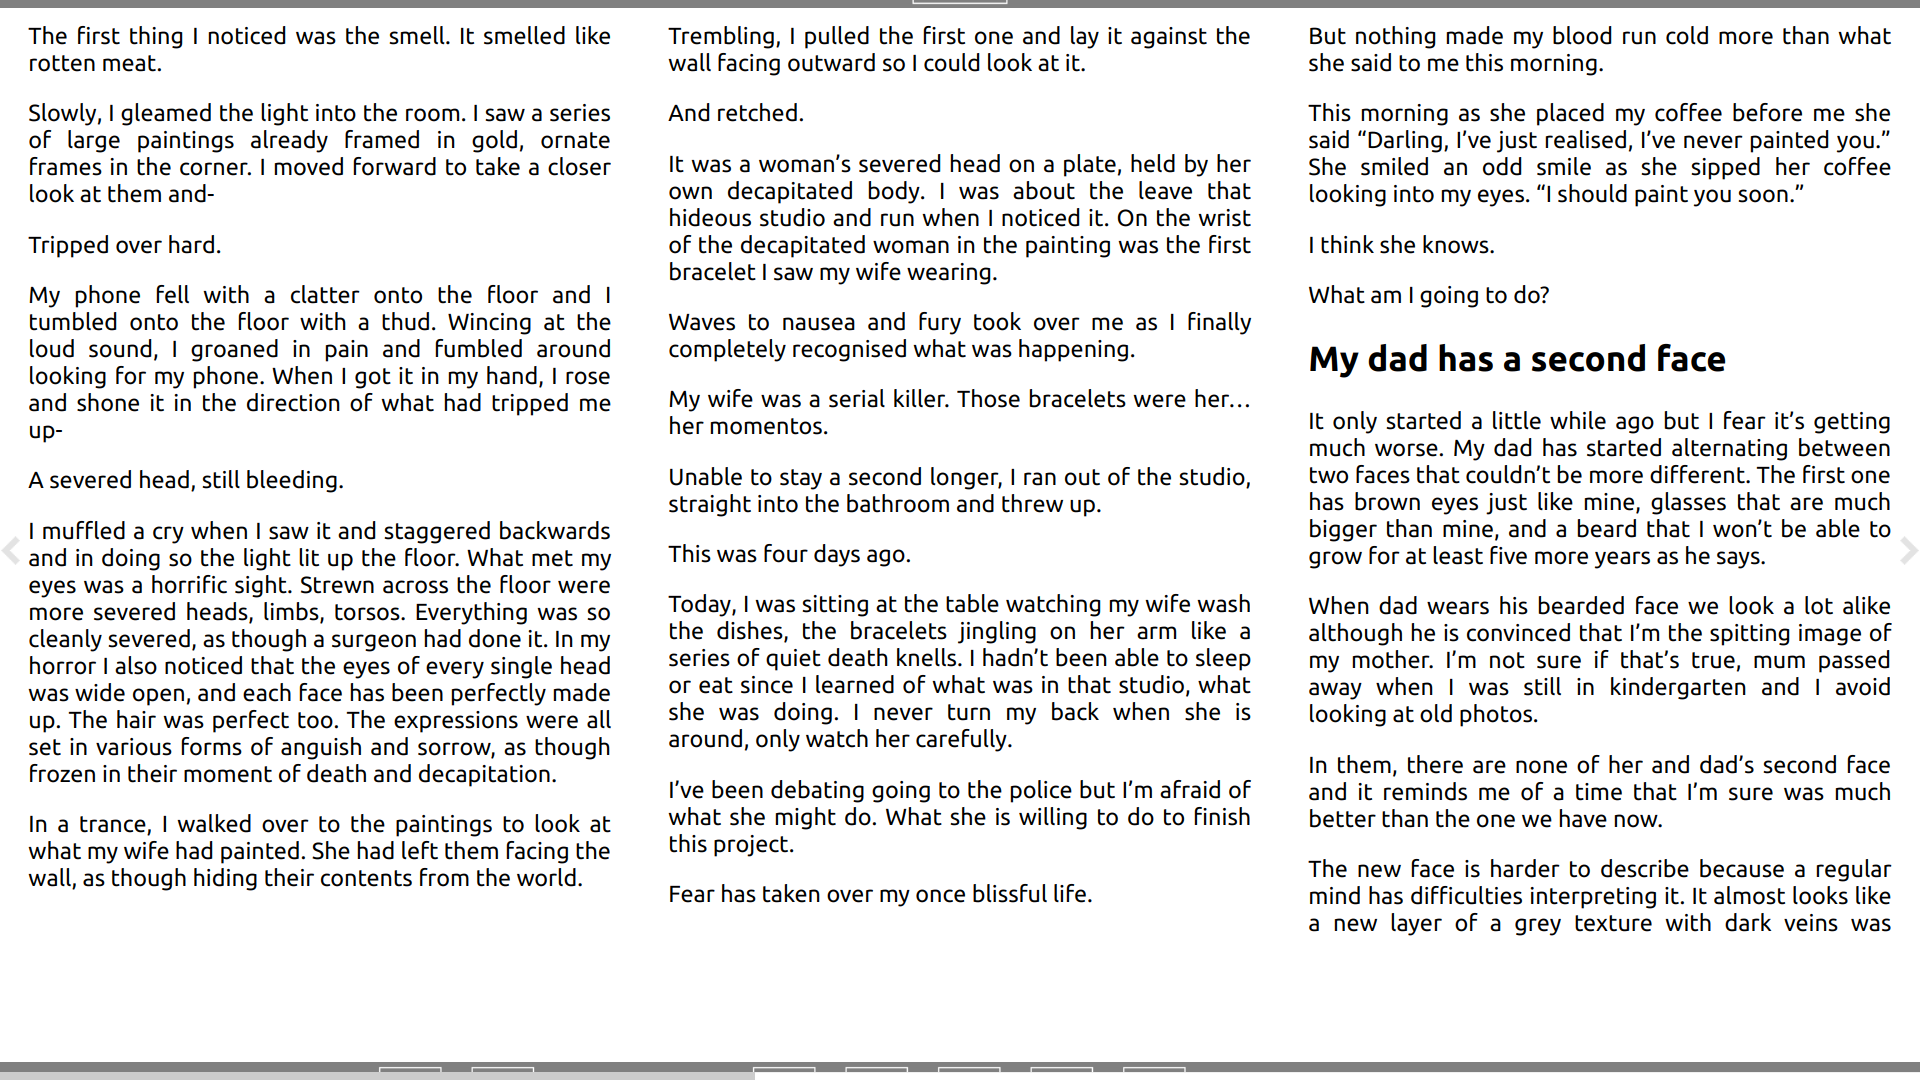 The first thing I noticed was the smell. It smelled like
rotten meat.
Slowly, I gleamed the light into the room. I saw a series
of large paintings already framed in gold, ornate
frames in the corner. I moved forward to take a closer
look at them and-
Tripped over hard.
My phone fell with a clatter onto the floor and I
tumbled onto the floor with a thud. Wincing at the
loud sound, I groaned in pain and fumbled around
looking for my phone. When I got it in my hand, I rose
and shone it in the direction of what had tripped me
up-
A severed head, still bleeding.
I muffled a cry when I saw it and staggered backwards
and in doing so the light lit up the floor. What met my
eyes was a horrific sight. Strewn across the floor were
more severed heads, limbs, torsos. Everything was so
cleanly severed, as though a surgeon had done it. In my
horror I also noticed that the eyes of every single head
was wide open, and each face has been perfectly made
up. The hair was perfect too. The expressions were all
set in various forms of anguish and sorrow, as though
frozen in their moment of death and decapitation.
In a trance, I walked over to the paintings to look at
what my wife had painted. She had left them facing the
wall, as though hiding their contents from the world.
Trembling, I pulled the first one and lay it against the
wall facing outward so I could look at it.
And retched.
It was a woman’s severed head on a plate, held by her
own decapitated body. I was about the leave that
hideous studio and run when I noticed it. On the wrist
of the decapitated woman in the painting was the first
bracelet I saw my wife wearing.
Waves to nausea and fury took over me as I finally
completely recognised what was happening.
My wife was a serial killer. Those bracelets were her…
her momentos.
Unable to stay a second longer, I ran out of the studio,
straight into the bathroom and threw up.
This was four days ago.
Today, I was sitting at the table watching my wife wash
the dishes, the bracelets jingling on her arm like a
series of quiet death knells. I hadn’t been able to sleep
or eat since I learned of what was in that studio, what
she was doing. I never turn my back when she is
around, only watch her carefully.
I’ve been debating going to the police but I’m afraid of
what she might do. What she is willing to do to finish
this project.
Fear has taken over my once blissful life.
But nothing made my blood run cold more than what
she said to me this morning.
This morning as she placed my coffee before me she
said “Darling, I’ve just realised, I’ve never painted you.”
She smiled an odd smile as she sipped her coffee
looking into my eyes. “I should paint you soon.”
I think she knows.
What am I going to do?
My dad has a second face
It only started a little while ago but I fear it’s getting
much worse. My dad has started alternating between
two faces that couldn’t be more different. The first one
has brown eyes just like mine, glasses that are much
bigger than mine, and a beard that I won’t be able to
grow for at least five more years as he says.
When dad wears his bearded face we look a lot alike
although he is convinced that I’m the spitting image of
my mother. I’m not sure if that’s true, mum passed
away when I was still in kindergarten and I avoid
looking at old photos.
In them, there are none of her and dad’s second face
and it reminds me of a time that I’m sure was much
better than the one we have now.
The new face is harder to describe because a regular
mind has difficulties interpreting it. It almost looks like
a new layer of a grey texture with dark veins was